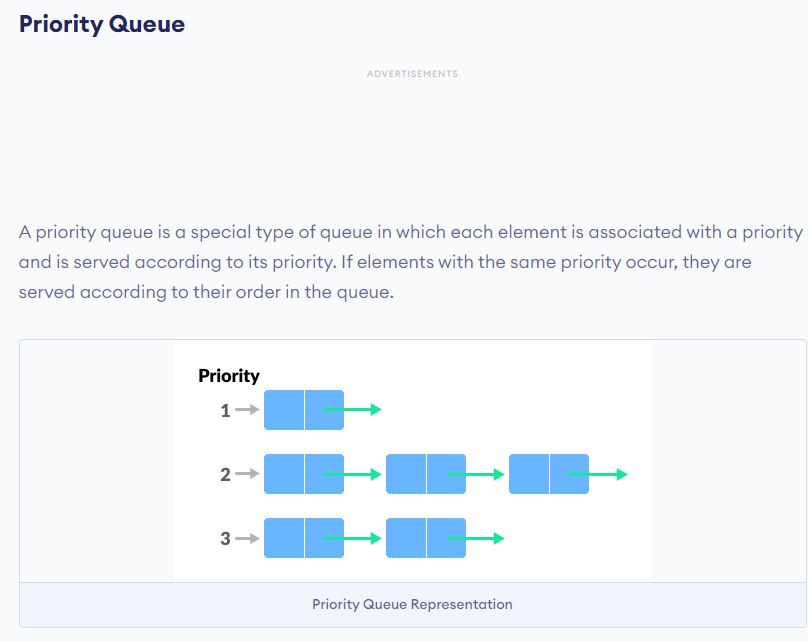 Priority Queue
ADVERTISEMENTS
A priority queue is a special type of queue in which each element is associated with a priority
and is served according to its priority. If elements with the same priority occur, they are
served according to their order in the queue.
Priority
1
2
3
Priority Queue Representation